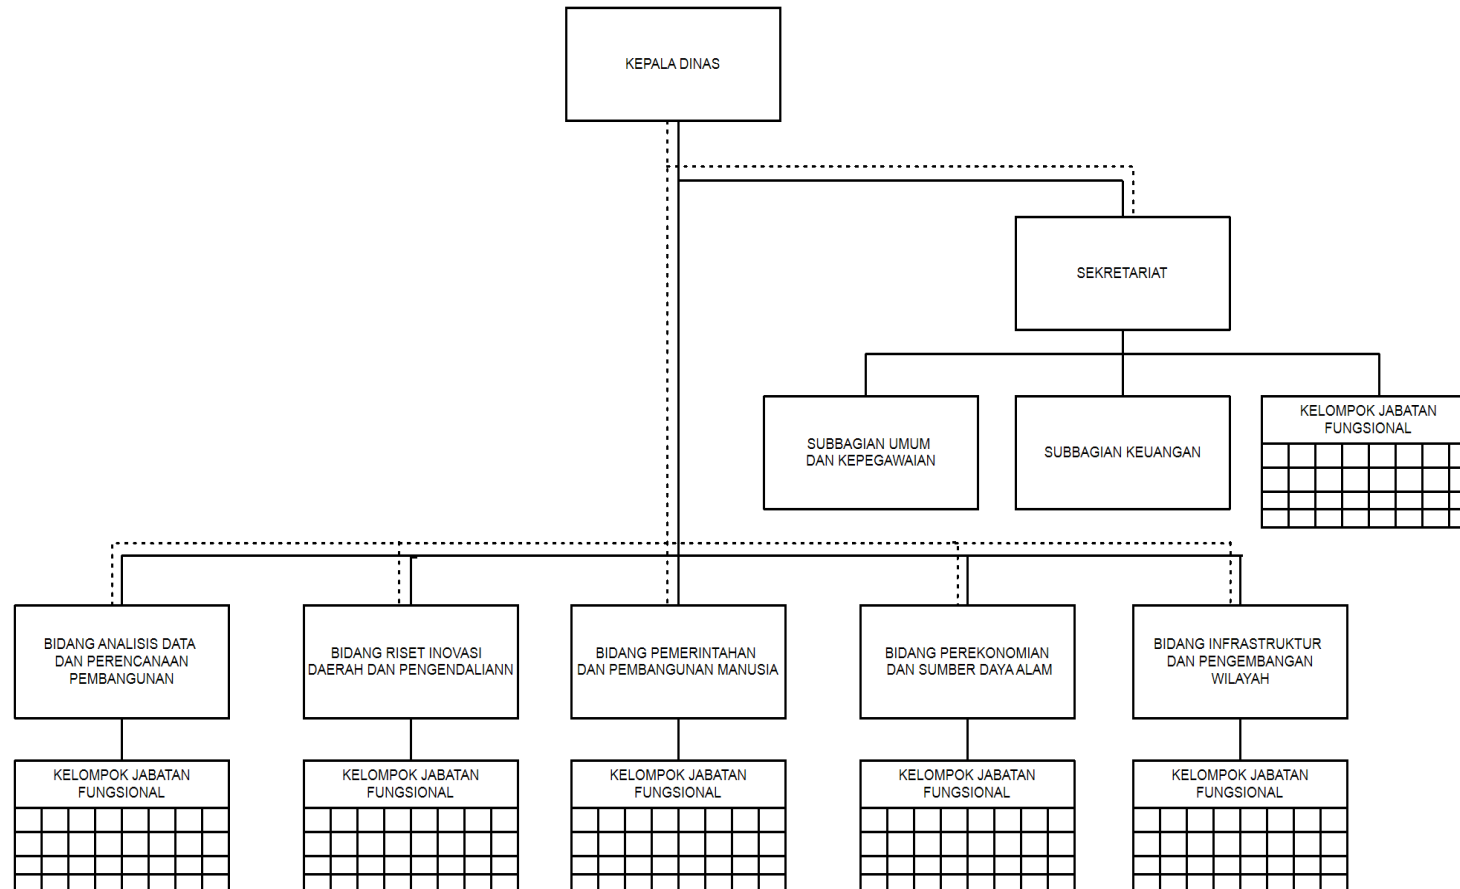 KEPALA DINAS
SEKRETARIAT
SUBBAGIAN UMUM
DAN KEPEGAWAIAN
SUBBAGIAN KEUANGAN
KELOMPOK JABATAN
FUNGSIONAL
BIDANG ANALISIS DATA
DAN PERENCANAAN
PEMBANGUNAN
BIDANG RISET INOVASI
DAERAH DAN PENGENDALIANN
BIDANG PEMERINTAHAN
DAN PEMBANGUNAN MANUSIA
BIDANG PEREKONOMIAN
DAN SUMBER DAYA ALAM
BIDANG INFRASTRUKTUR
DAN PENGEMBANGAN
WILAYAH
KELOMPOK JABATAN
FUNGSIONAL
KELOMPOK JABATAN
FUNGSIONAL
KELOMPOK JABATAN
FUNGSIONAL
KELOMPOK JABATAN
FUNGSIONAL
KELOMPOK JABATAN
FUNGSIONAL